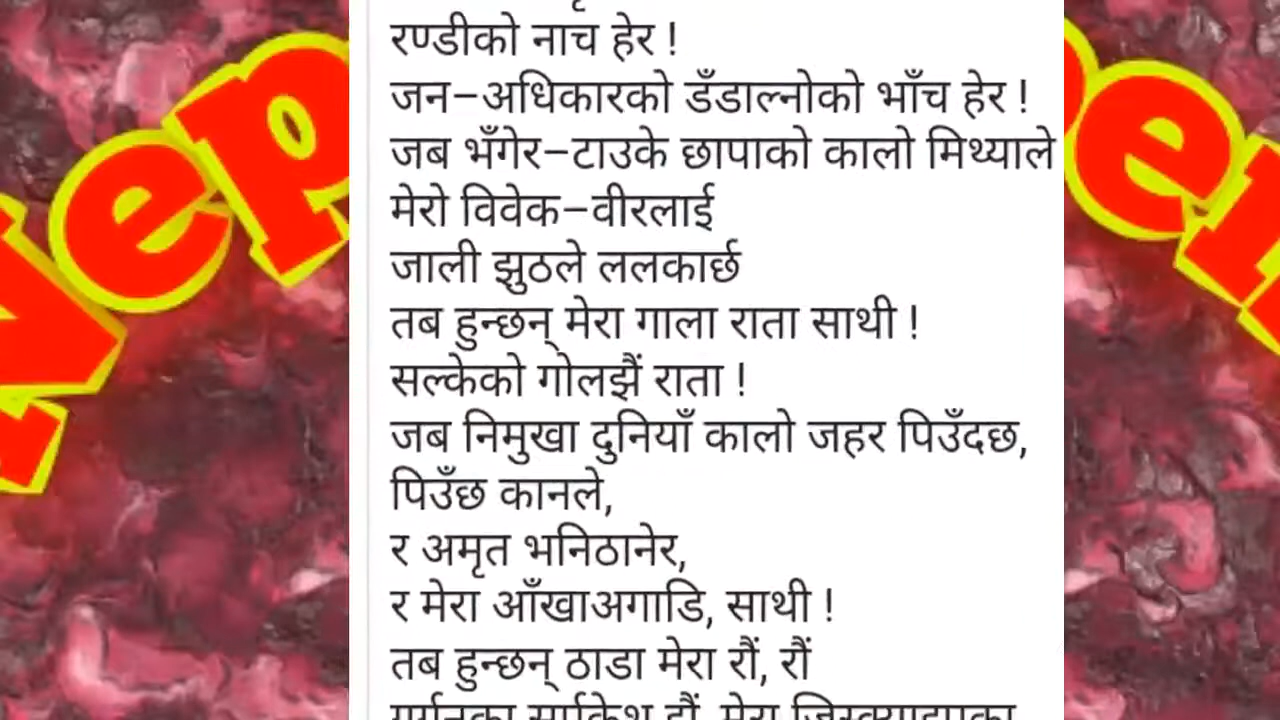 रण्डीको नाच हेर !
जन–अधिकारको डँडाल्नोको भाँच हेर !
जब भँगेर–टाउके छापाको कालो मिथ्याले
मेरो विवेक–वीरलाई
जाली झुठले ललकार्छ
तब हुन्छन् मेरा गाला राता साथी !
सल्केको गोलझैं राता !
जब निमुखा दुनियाँ कालो जहर पिउँदछ,
पिउँछ कानले,
र अमृत भनिठानेर,
र मेरा आँखाअगाडि, साथी !
तब हुन्छन् ठाडा मेरा रौं, रौं
Nep